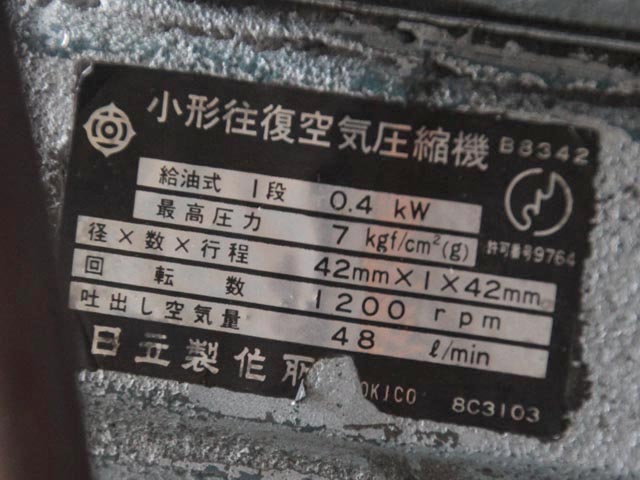 小形往復空気圧縮機 B8342
給油式 1段 0.4 kW
最高圧力 7 kgf/cm²(g)
許可番号9764
径×数×行程 42mm×1×42mm
回転数 1200 rpm
吐出し空気量 48 ℓ/min
日立製作所
OKICO 8C3103